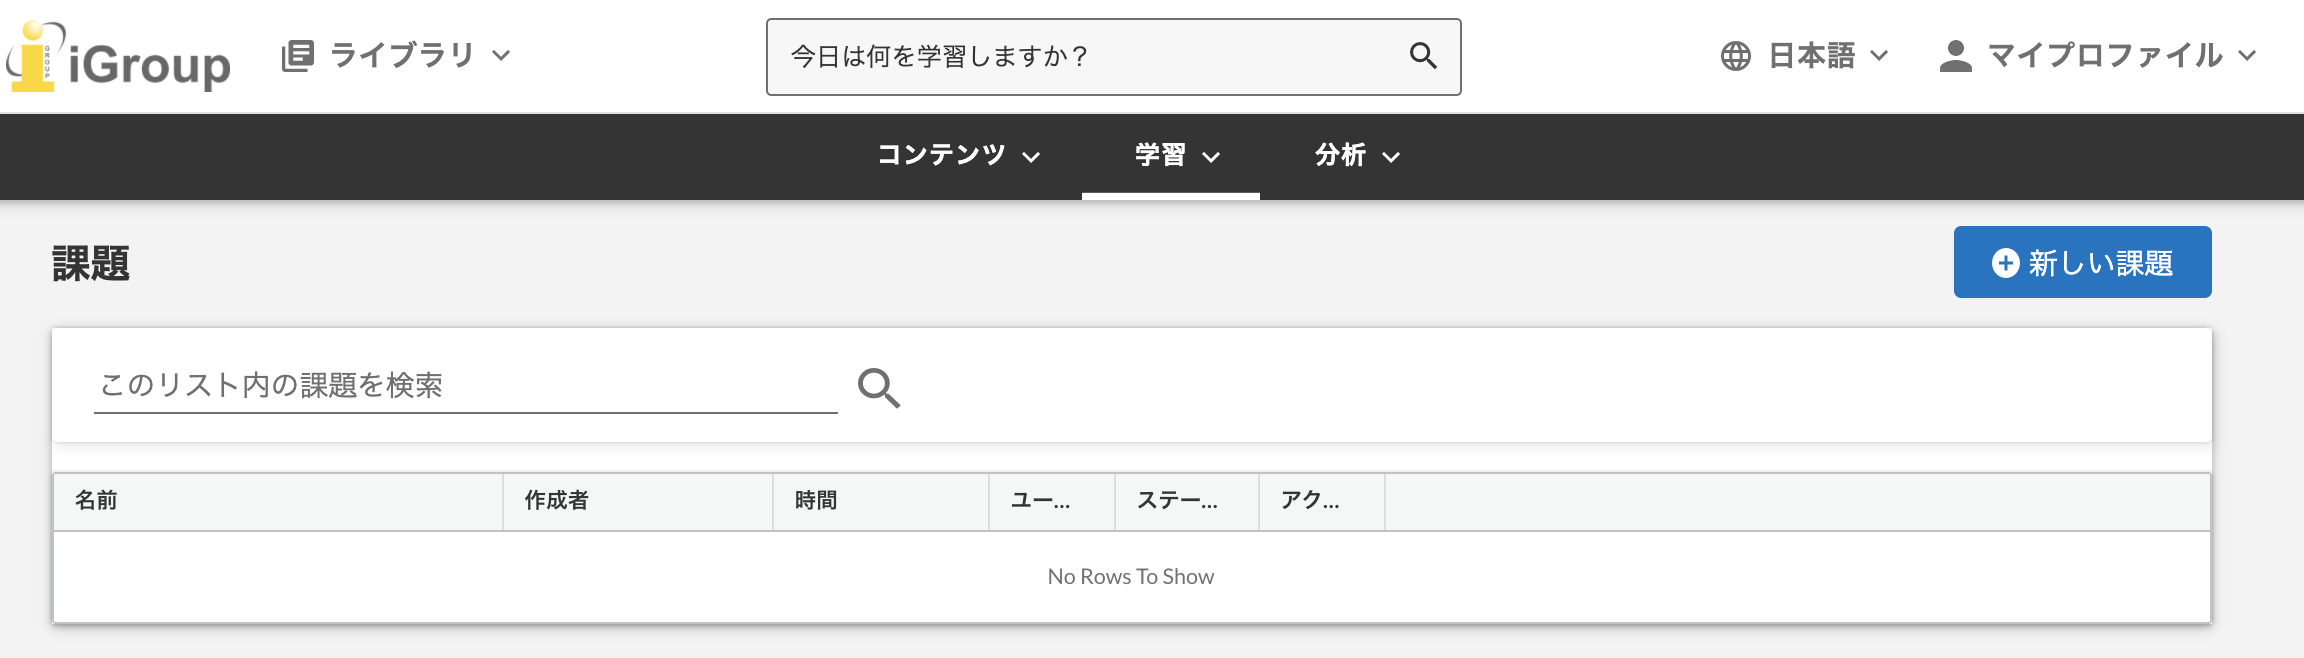 iGroup
ライブラリ
今日は何を学習しますか？
日本語
マイプロファイル
コンテンツ
学習
分析
課題
新しい課題
このリスト内の課題を検索
名前
作成者
時間
ユー...
ステー...
アク...
No Rows To Show